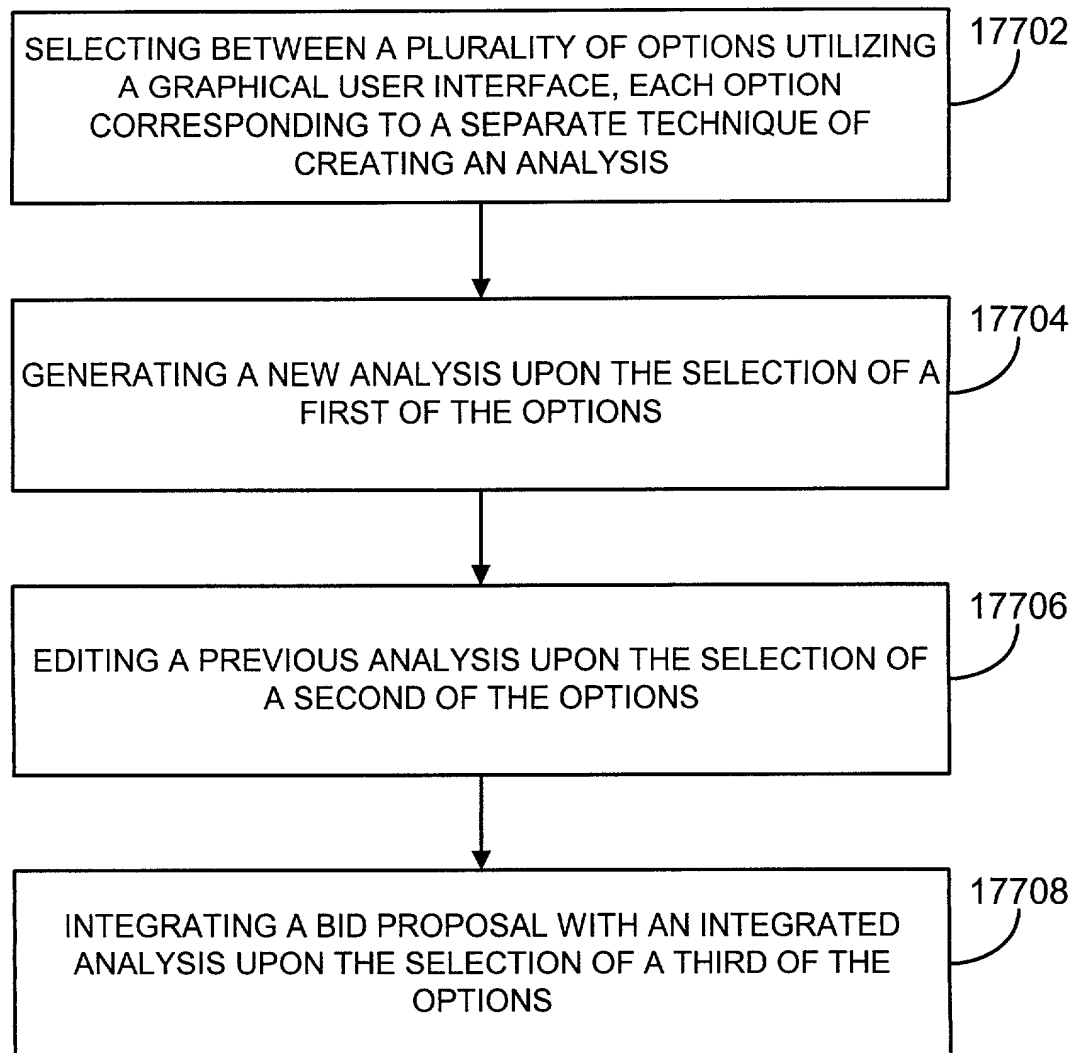 SELECTING BETWEEN A PLURALITY OF OPTIONS UTILIZING
A GRAPHICAL USER INTERFACE, EACH OPTION
CORRESPONDING TO A SEPARATE TECHNIQUE OF
CREATING AN ANALYSIS
17702
GENERATING A NEW ANALYSIS UPON THE SELECTION OF A
FIRST OF THE OPTIONS
17704
EDITING A PREVIOUS ANALYSIS UPON THE SELECTION OF
A SECOND OF THE OPTIONS
17706
INTEGRATING A BID PROPOSAL WITH AN INTEGRATED
ANALYSIS UPON THE SELECTION OF A THIRD OF THE
OPTIONS
17708